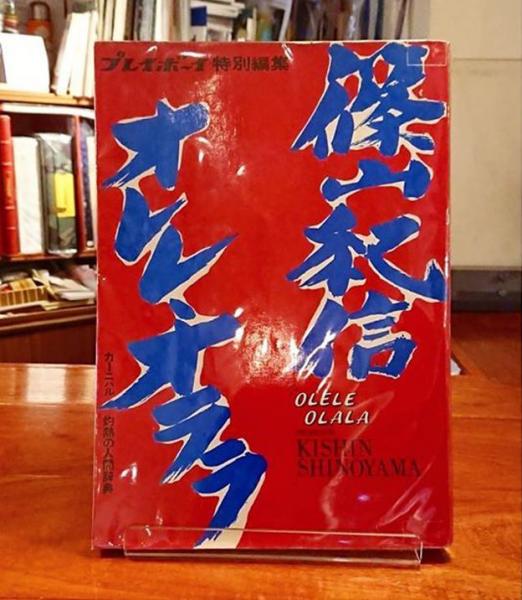 プレイボーイ特別編集
篠山紀信
オレレ・オララ
カーニバル 灼熱の人間辞典
OLELE
OLALA
KISHIN
SHINOYAMA